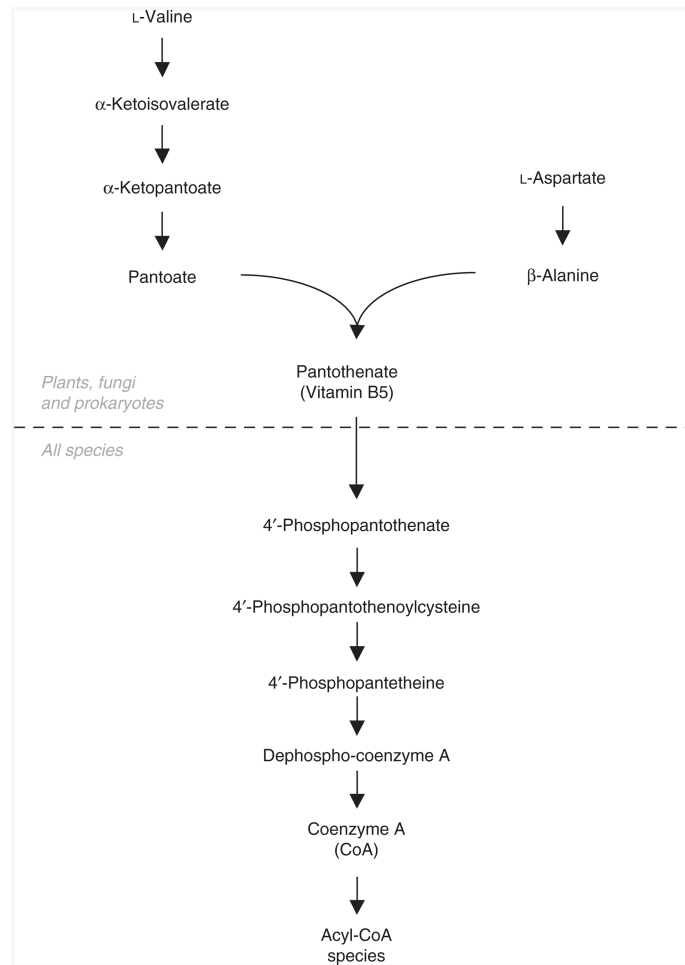 L-Valine
α-Ketoisovalerate
α-Ketopantoate
L-Aspartate
Pantoate
β-Alanine
Pantothenate
(Vitamin B5)
Plants, fungi
and prokaryotes
All species
4′-Phosphopantothenate
4′-Phosphopantothenoylcysteine
4′-Phosphopantetheine
Dephospho-coenzyme A
Coenzyme A
(CoA)
Acyl-CoA
species